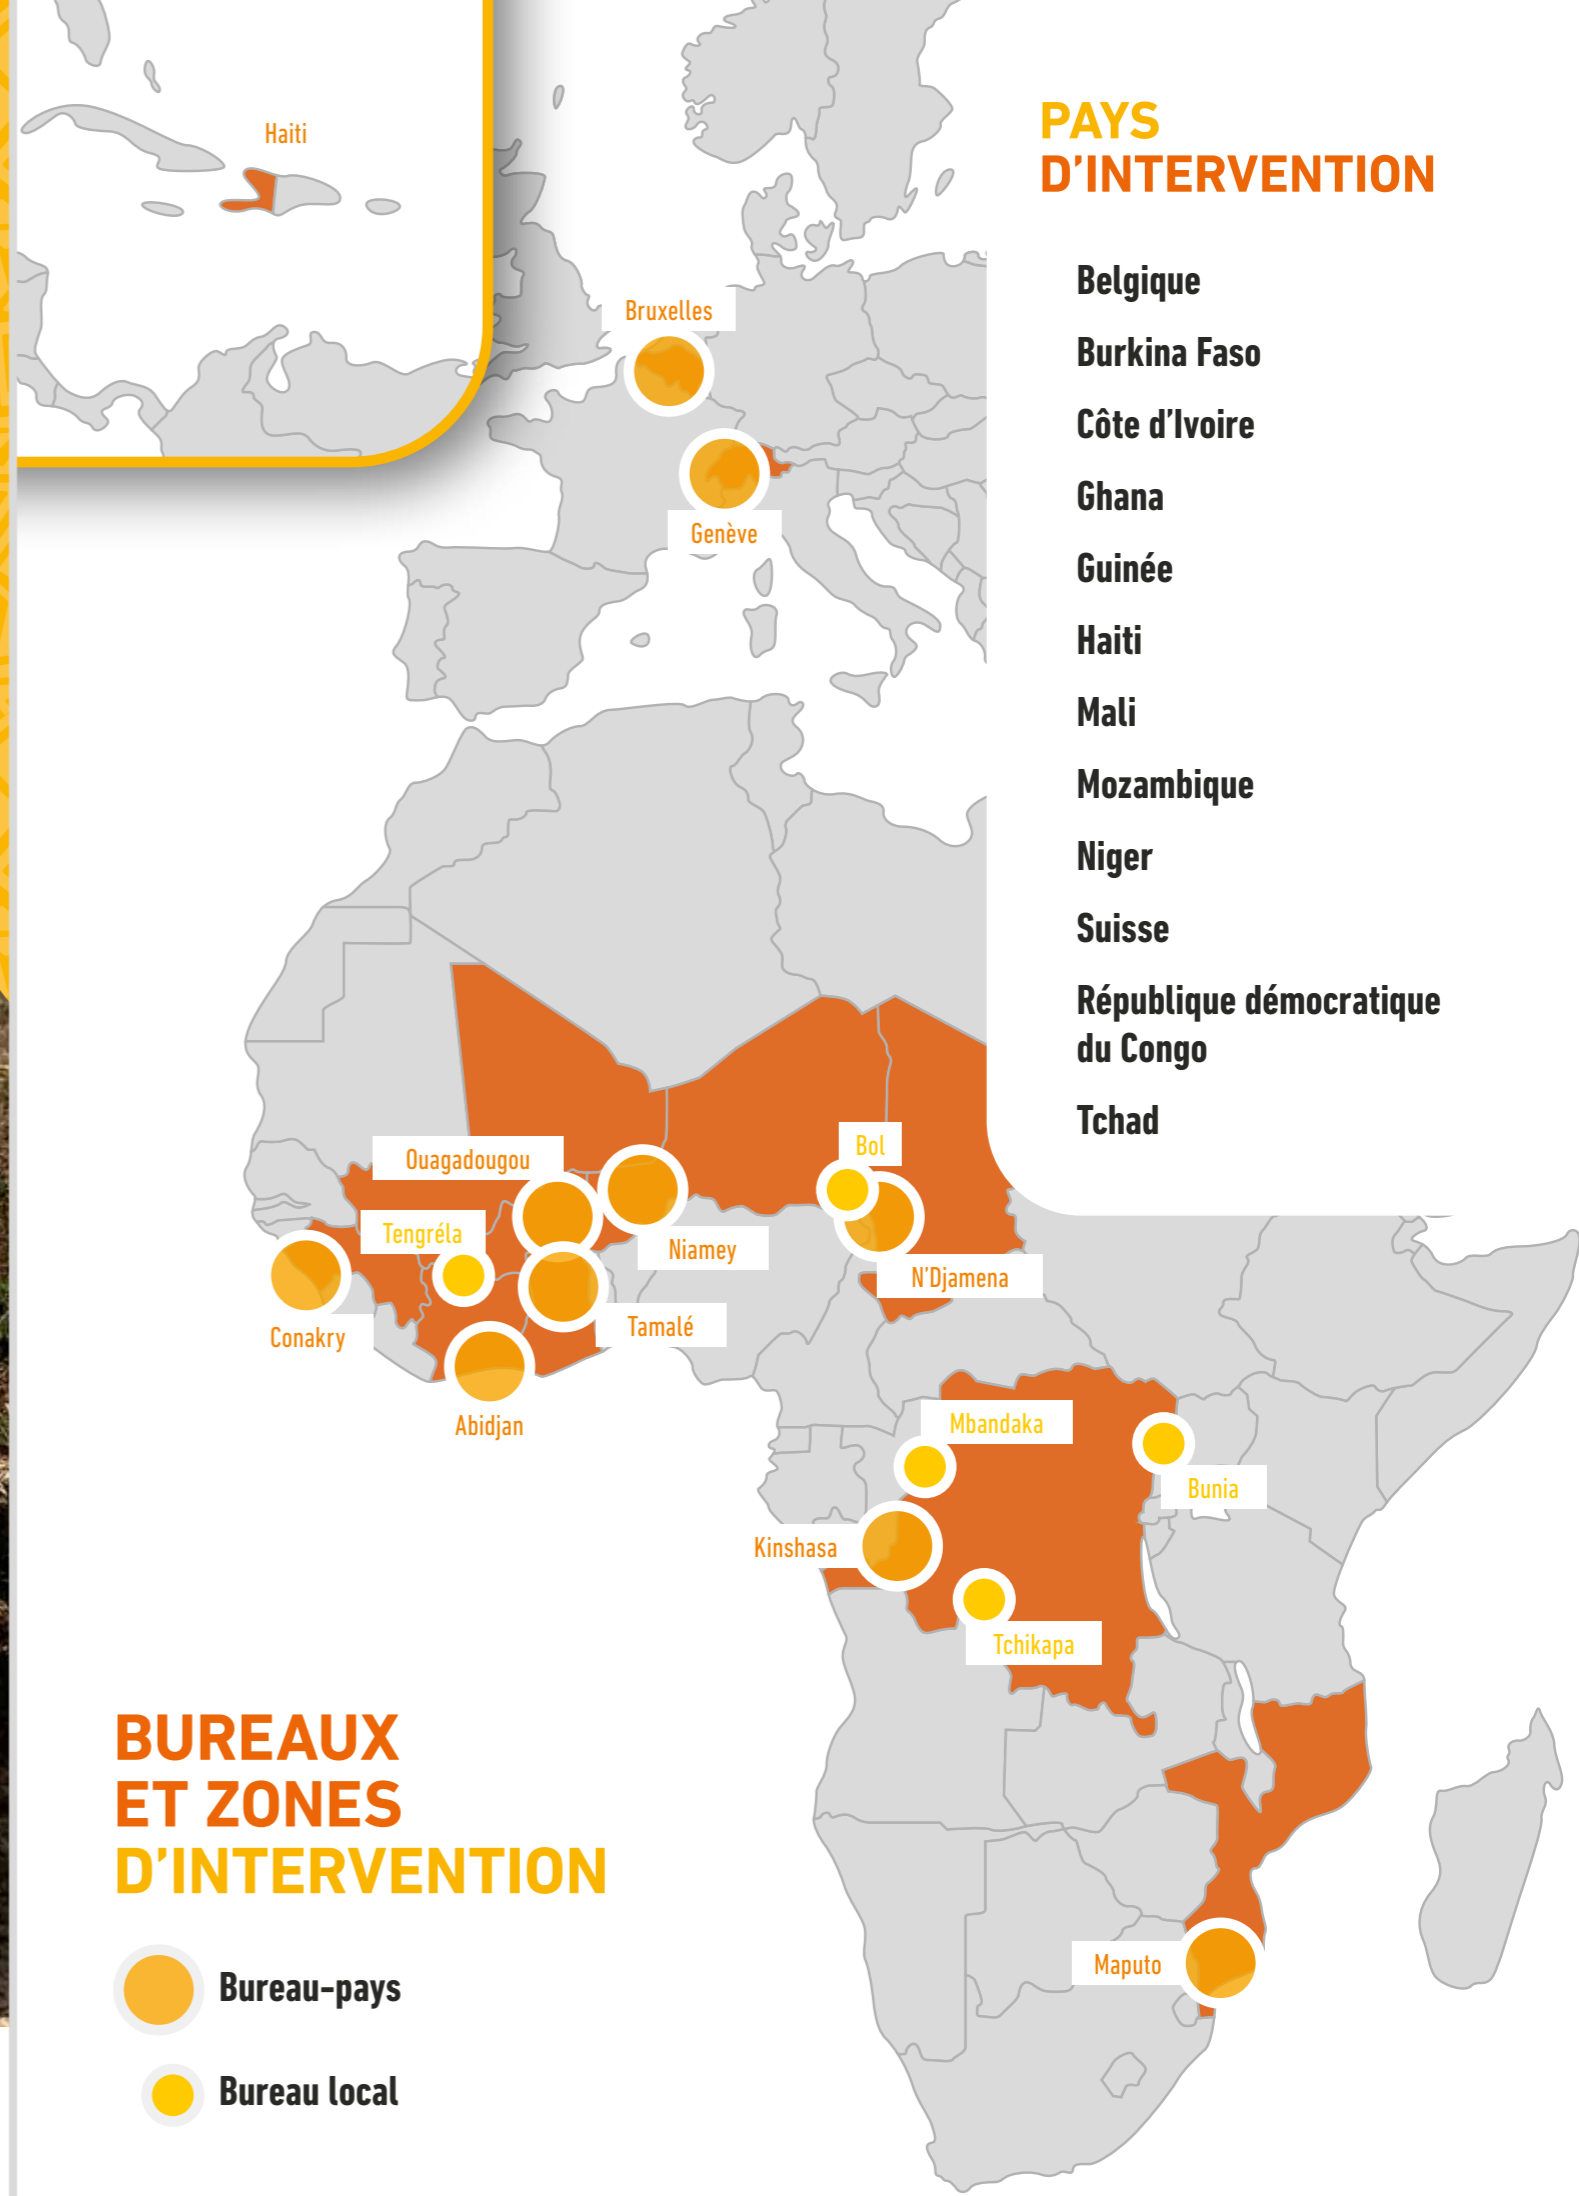 Haiti
PAYS
D'INTERVENTION
Belgique
Burkina Faso
Côte d'Ivoire
Ghana
Guinée
Haiti
Mali
Mozambique
Niger
Suisse
République démocratique
du Congo
Tchad
Bruxelles
Genève
Ouagadougou
Bol
Tengréla
Niamey
N'Djamena
Conakry
Tamalé
Abidjan
Mbandaka
Bunia
Kinshasa
Tchikapa
Maputo
BUREAUX
ET ZONES
D'INTERVENTION
Bureau-pays
Bureau local